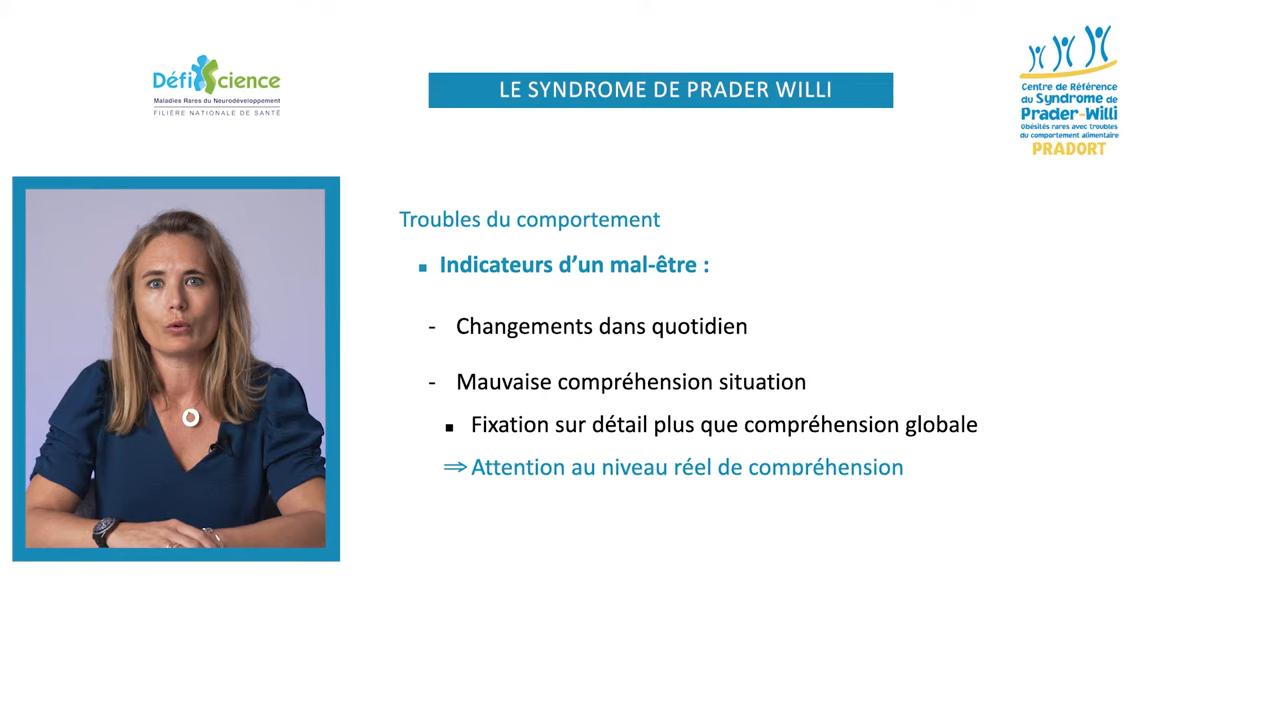 Défi Science
Maladies Rares du Neurodéveloppement
FILIÈRE NATIONALE DE SANTÉ
LE SYNDROME DE PRADER WILLI
Centre de Référence
du Syndrome de
Prader-Willi
Obésités rares avec troubles
du comportement alimentaire
PRADORT
Troubles du comportement
▪ Indicateurs d’un mal-être :
- Changements dans quotidien
- Mauvaise compréhension situation
▪ Fixation sur détail plus que compréhension globale
⇒ Attention au niveau réel de compréhension